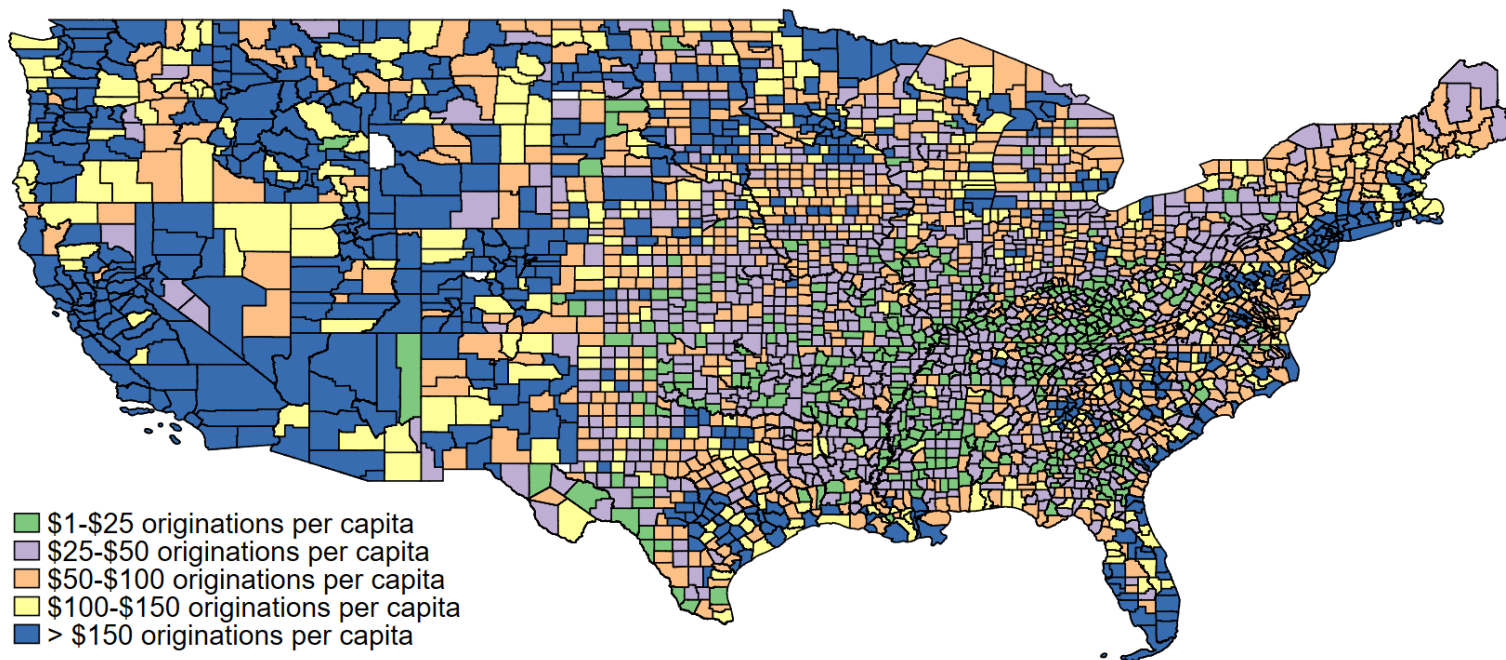 $1-$25 originations per capita
$25-$50 originations per capita
$50-$100 originations per capita
$100-$150 originations per capita
> $150 originations per capita